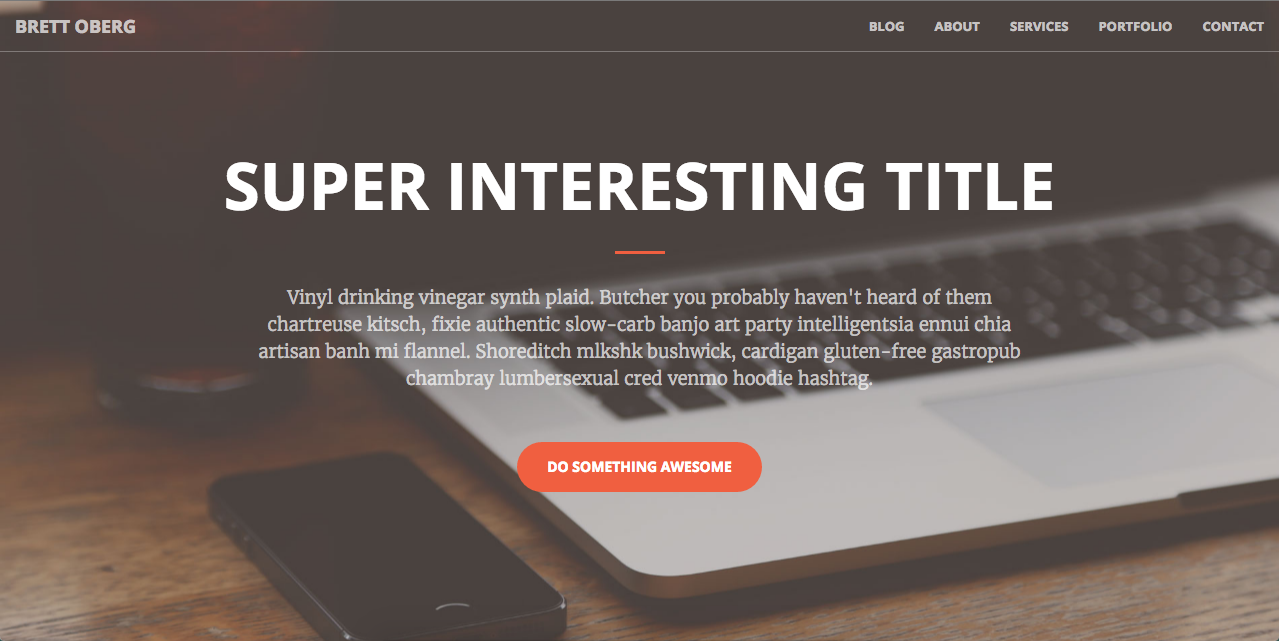 BRETT OBERG
BLOG ABOUT SERVICES PORTFOLIO CONTACT
SUPER INTERESTING TITLE
Vinyl drinking vinegar synth plaid. Butcher you probably haven't heard of them
chartreuse kitsch, fixie authentic slow-carb banjo art party intelligentsia ennui chia
artisan banh mi flannel. Shoreditch mlkshk bushwick, cardigan gluten-free gastropub
chambray lumbersexual cred venmo hoodie hashtag.
DO SOMETHING AWESOME